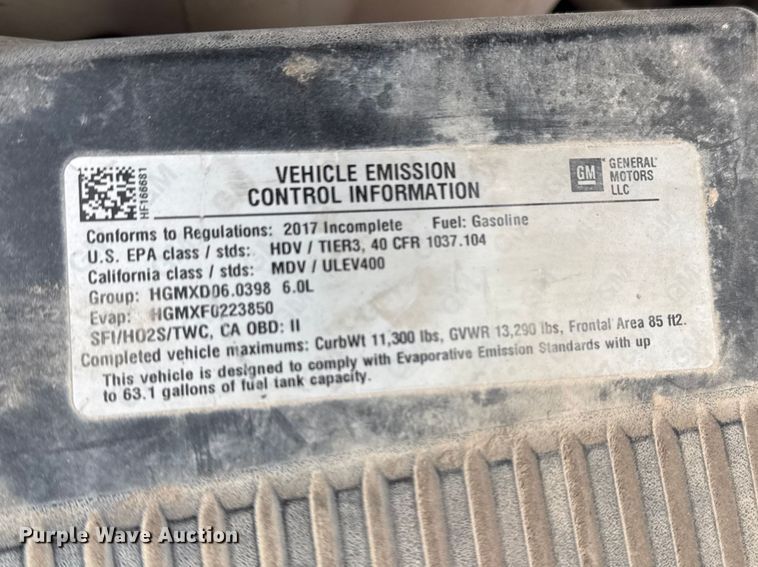 HF166681
VEHICLE EMISSION
CONTROL INFORMATION
GM
GENERAL
MOTORS
LLC
Conforms to Regulations: 2017 Incomplete Fuel: Gasoline
U.S. EPA class / stds: HDV / TIER3, 40 CFR 1037.104
California class / stds: MDV / ULEV400
Group: HGMXD06.0398 6.0L
Evap: HGMXF0223850
SFI/HO2S/TWC, CA OBD: II
Completed vehicle maximums: CurbWt 11,300 lbs, GVWR 13,290 lbs, Frontal Area 85 ft2.
This vehicle is designed to comply with Evaporative Emission Standards with up
to 63.1 gallons of fuel tank capacity.
Purple Wave Auction